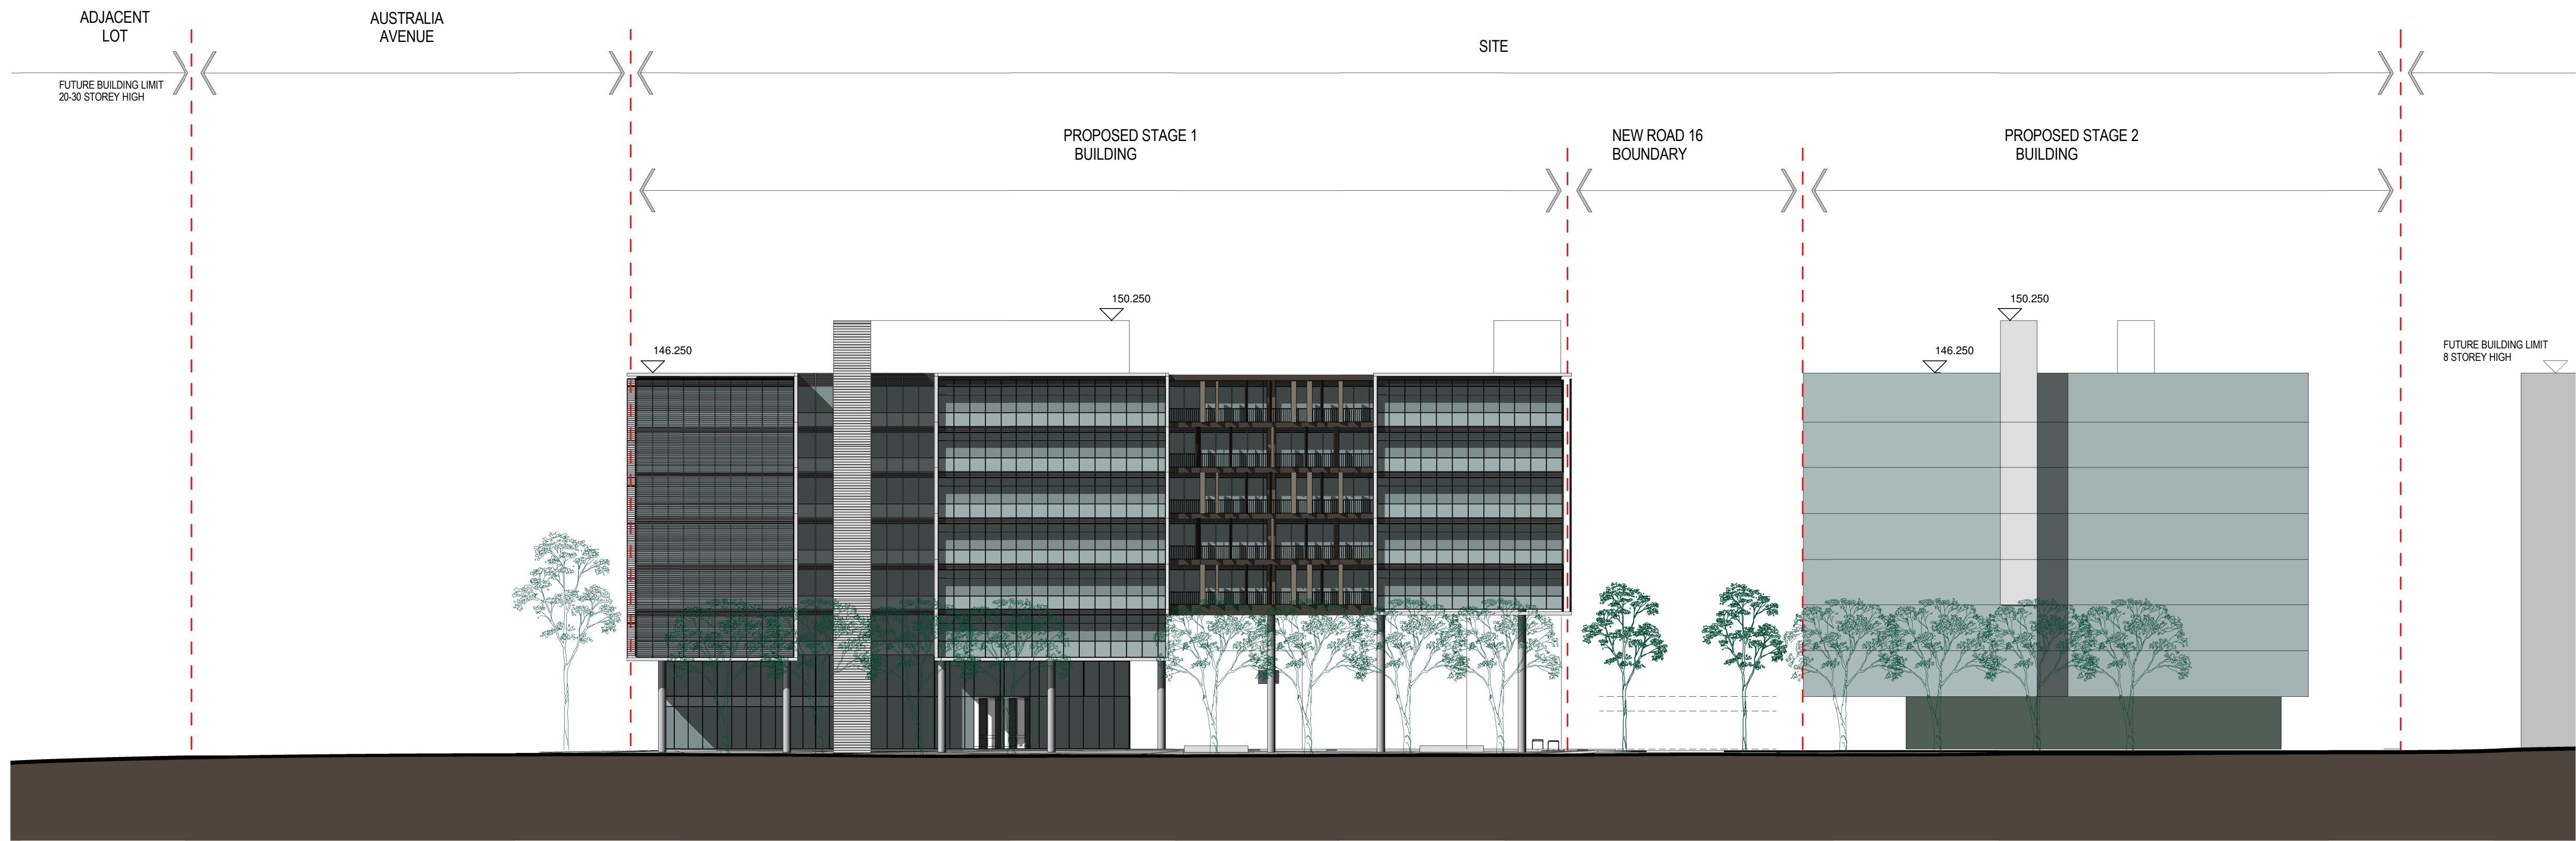 ADJACENT
LOT
AUSTRALIA
AVENUE
SITE
FUTURE BUILDING LIMIT
20-30 STOREY HIGH
PROPOSED STAGE 1
BUILDING
NEW ROAD 16
BOUNDARY
PROPOSED STAGE 2
BUILDING
150.250
150.250
146.250
146.250
FUTURE BUILDING LIMIT
8 STOREY HIGH